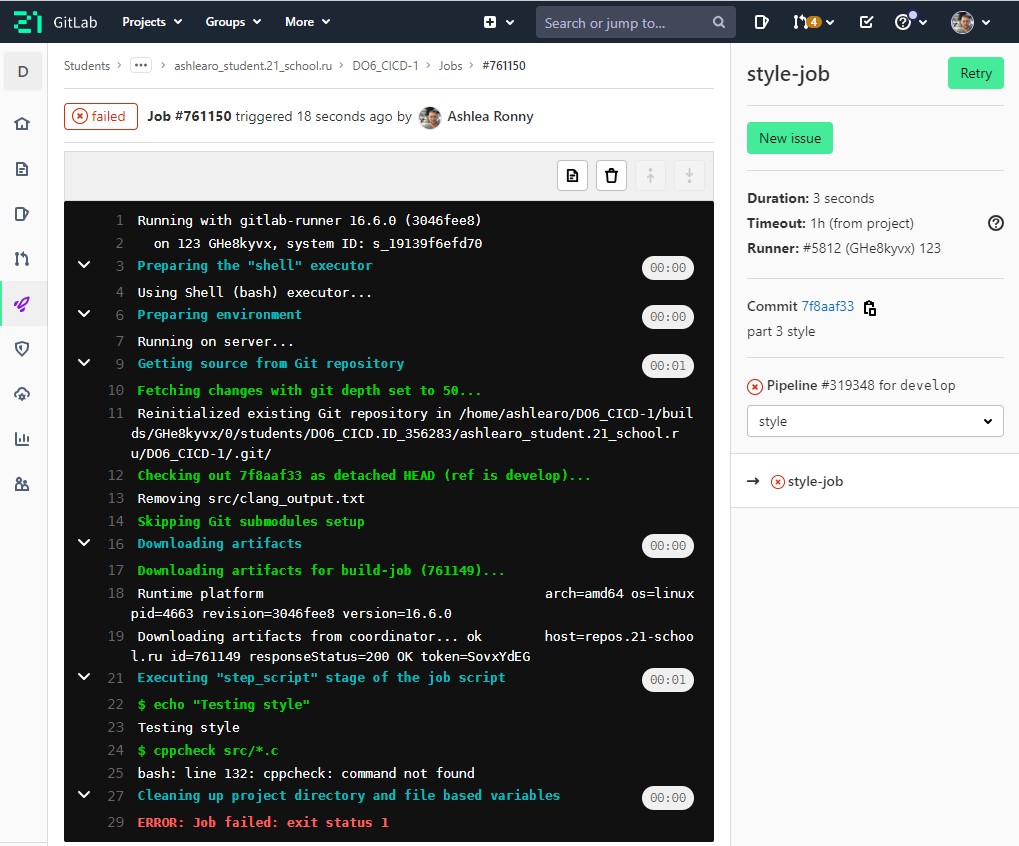 GitLab Projects Groups More Search or jump to... 4
D
Students > ... > ashlearo_student.21_school.ru > DO6_CICD-1 > Jobs > #761150
failed Job #761150 triggered 18 seconds ago by Ashlea Ronny
1 Running with gitlab-runner 16.6.0 (3046fee8)
2 on 123 GHe8kyvx, system ID: s_19139f6efd70
3 Preparing the "shell" executor 00:00
4 Using Shell (bash) executor...
6 Preparing environment 00:00
7 Running on server...
9 Getting source from Git repository 00:01
10 Fetching changes with git depth set to 50...
11 Reinitialized existing Git repository in /home/ashlearo/DO6_CICD-1/buil
ds/GHe8kyvx/0/students/DO6_CICD.ID_356283/ashlearo_student.21_school.r
u/DO6_CICD-1/.git/
12 Checking out 7f8aaf33 as detached HEAD (ref is develop)...
13 Removing src/clang_output.txt
14 Skipping Git submodules setup
16 Downloading artifacts 00:00
17 Downloading artifacts for build-job (761149)...
18 Runtime platform arch=amd64 os=linux
pid=4663 revision=3046fee8 version=16.6.0
19 Downloading artifacts from coordinator... ok host=repos.21-schoo
l.ru id=761149 responseStatus=200 OK token=SovxYdEG
21 Executing "step_script" stage of the job script 00:01
22 $ echo "Testing style"
23 Testing style
24 $ cppcheck src/*.c
25 bash: line 132: cppcheck: command not found
27 Cleaning up project directory and file based variables 00:00
29 ERROR: Job failed: exit status 1
style-job Retry
New issue
Duration: 3 seconds
Timeout: 1h (from project)
Runner: #5812 (GHe8kyvx) 123
Commit 7f8aaf33
part 3 style
Pipeline #319348 for develop
style
→ style-job